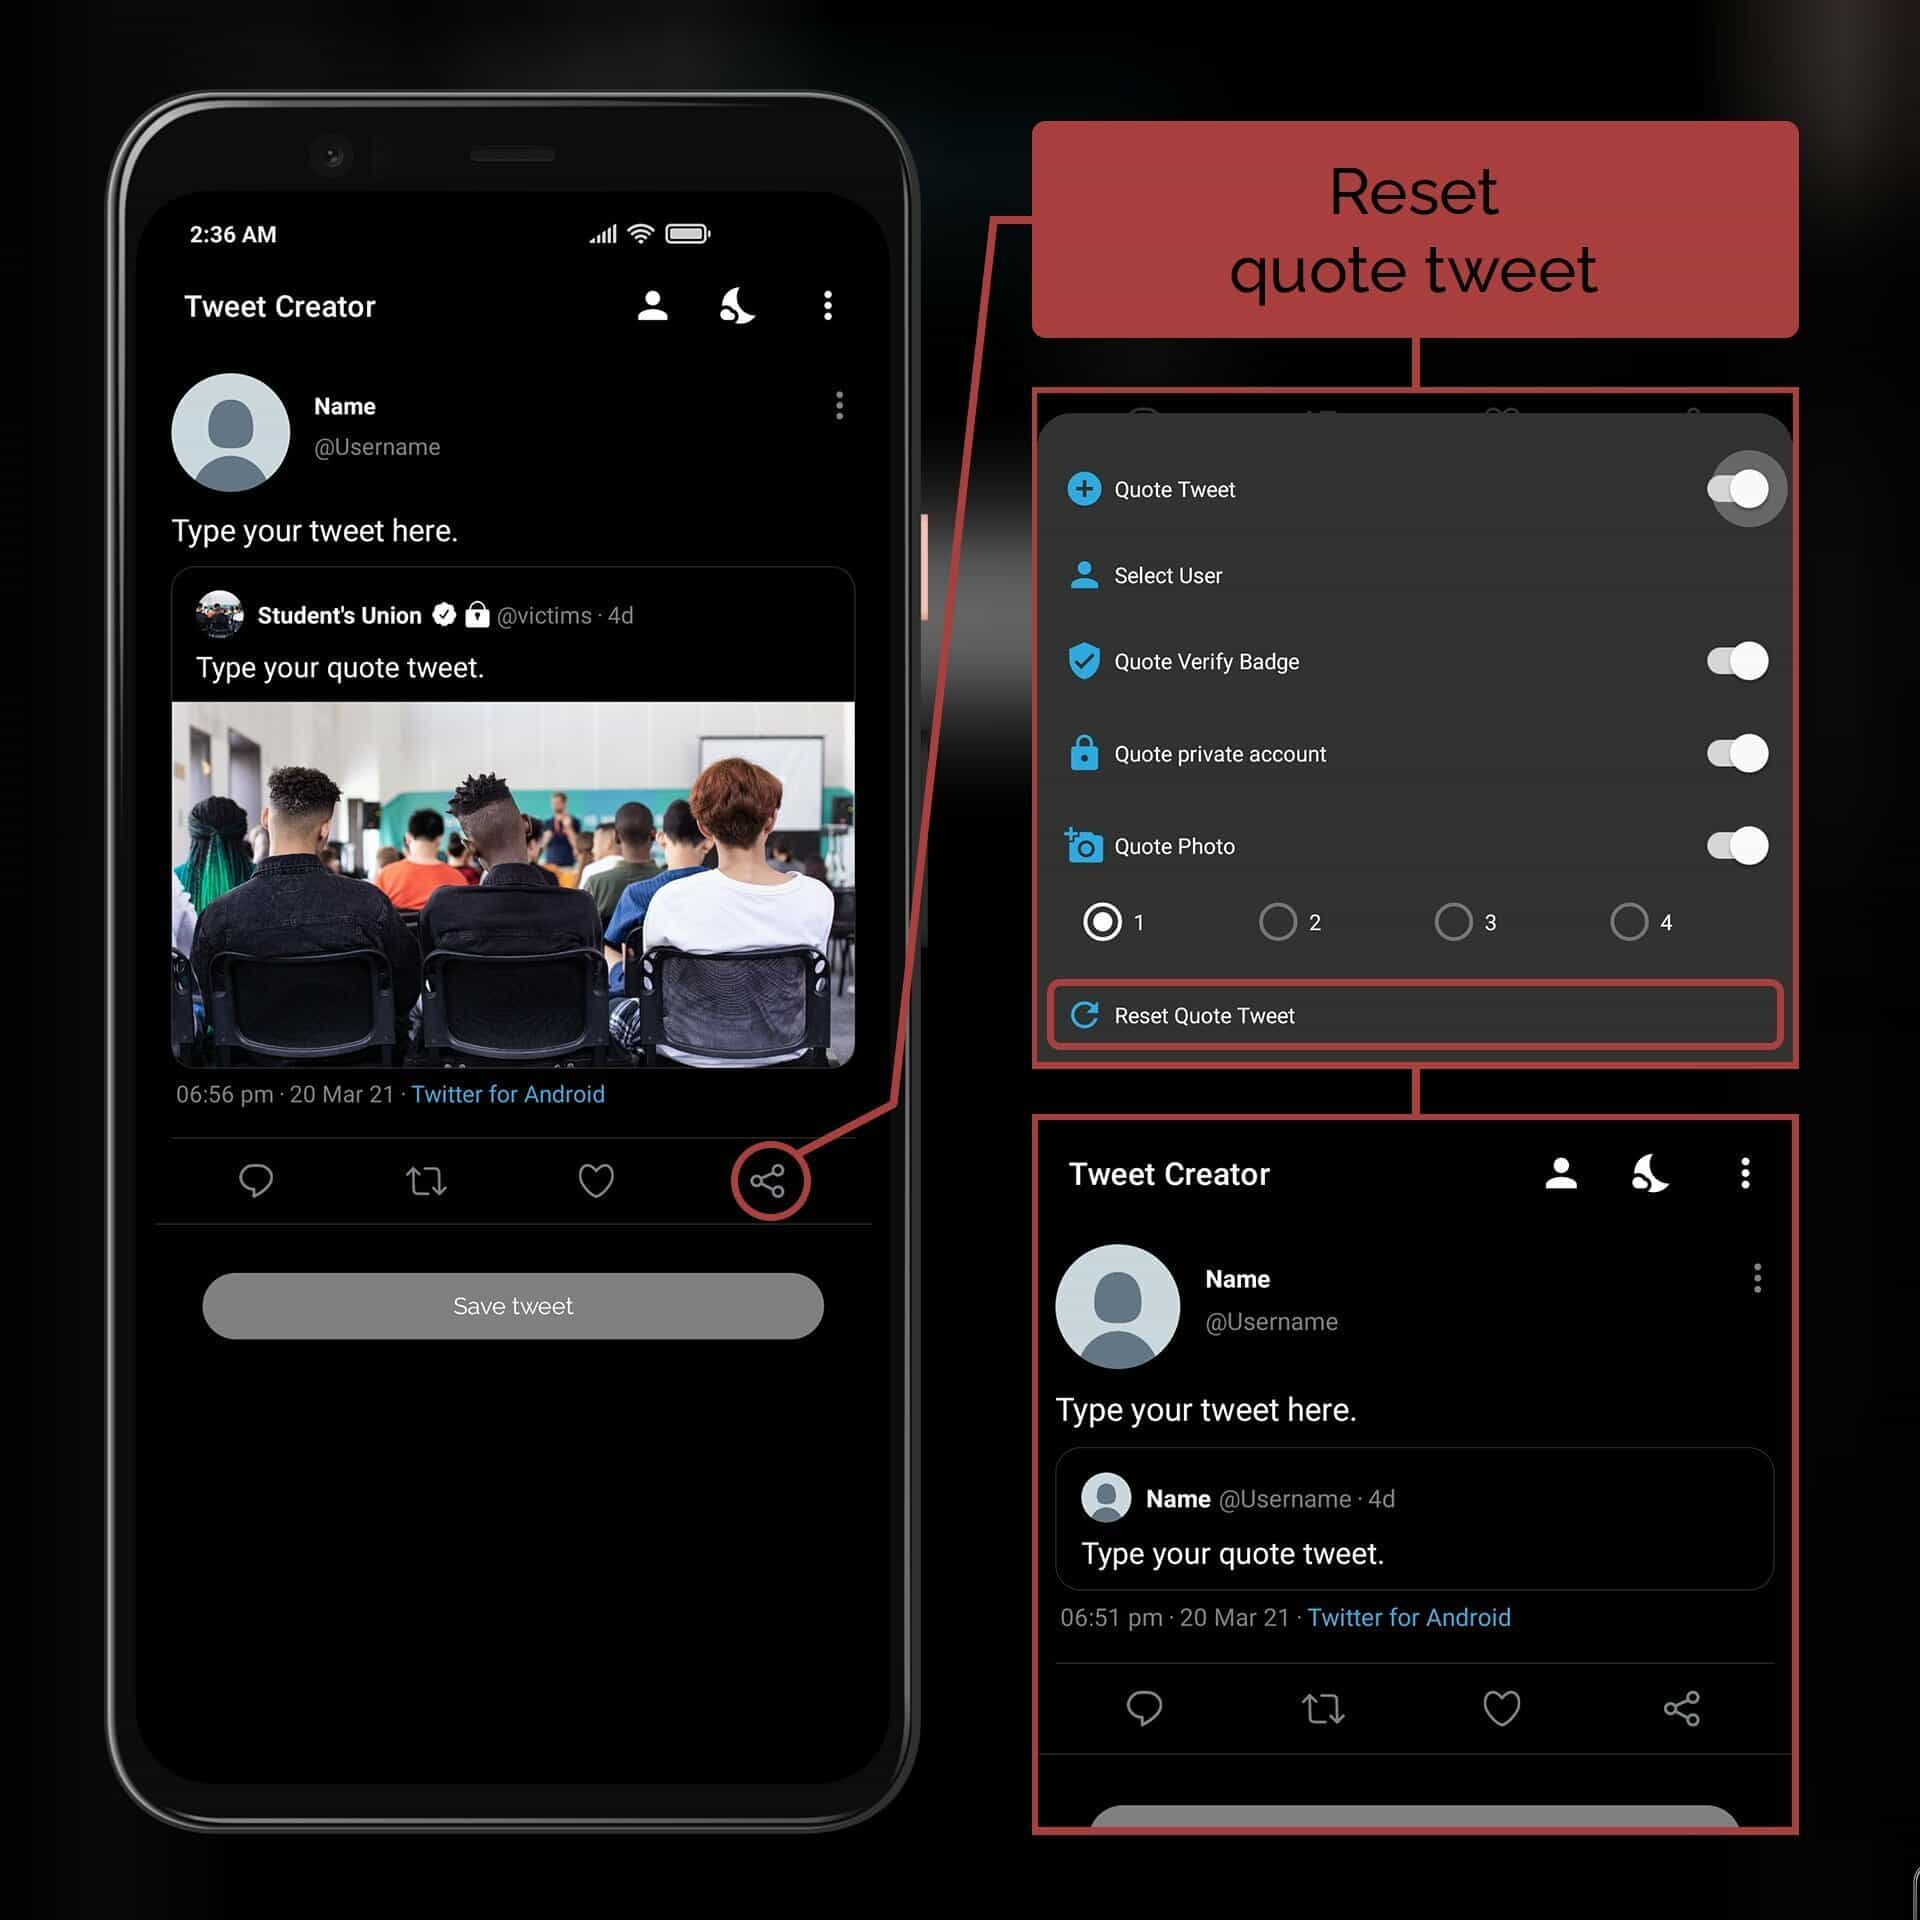 2:36 AM
Tweet Creator
Name
@Username
Type your tweet here.
Student's Union @victims · 4d
Type your quote tweet.
06:56 pm · 20 Mar 21 · Twitter for Android
Save tweet
Reset
quote tweet
Quote Tweet
Select User
Quote Verify Badge
Quote private account
Quote Photo
1 2 3 4
Reset Quote Tweet
Tweet Creator
Name
@Username
Type your tweet here.
Name @Username · 4d
Type your quote tweet.
06:51 pm · 20 Mar 21 · Twitter for Android